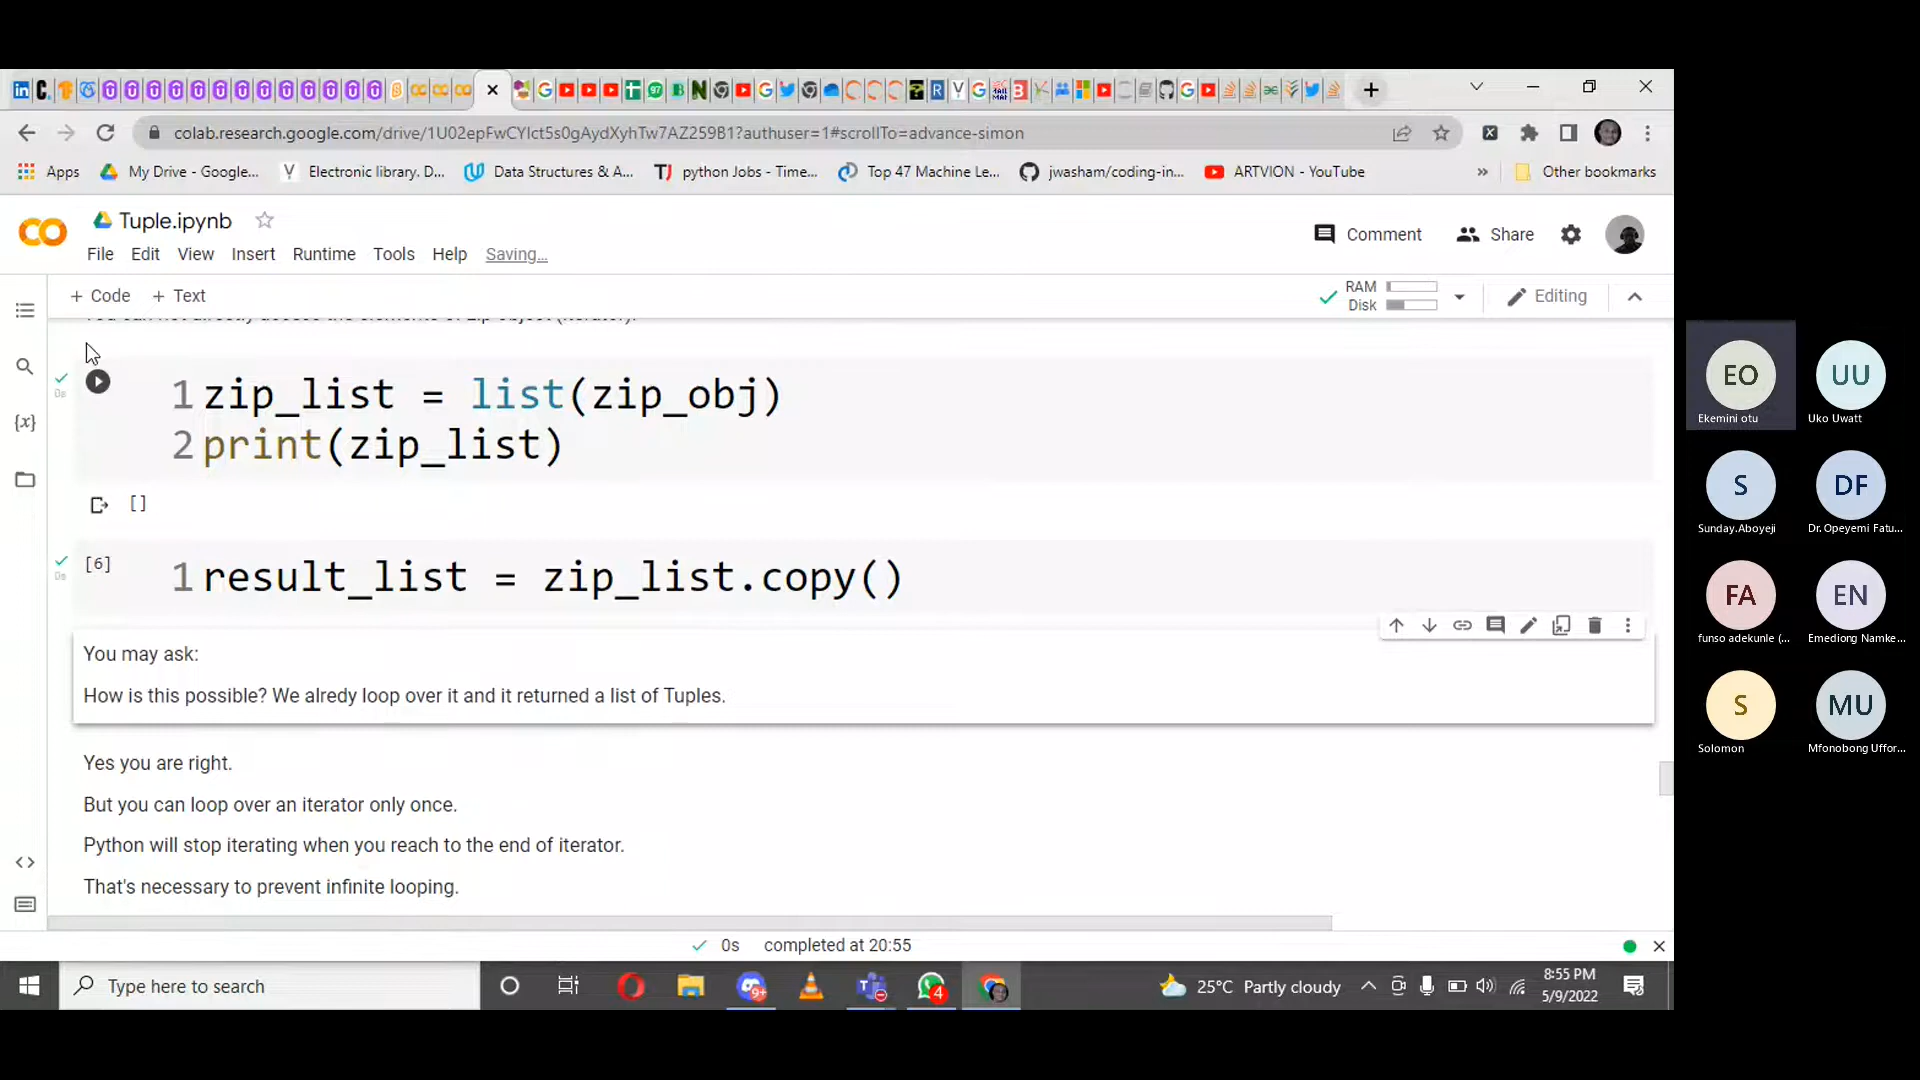 colab.research.google.com/drive/1U02epFwCYIct5s0gAydXyhTw7AZ259B1?authuser=1#scrollTo=advance-simon
Apps My Drive - Google... Electronic library. D... Data Structures & A... python Jobs - Time... Top 47 Machine Le... jwasham/coding-in... ARTVION - YouTube » Other bookmarks
Tuple.ipynb
Comment Share
File Edit View Insert Runtime Tools Help Saving...
+ Code + Text
RAM
Disk
Editing
1 zip_list = list(zip_obj)
2 print(zip_list)
0s
[]
[6] 1 result_list = zip_list.copy()
0s
You may ask:
How is this possible? We alredy loop over it and it returned a list of Tuples.
Yes you are right.
But you can loop over an iterator only once.
Python will stop iterating when you reach to the end of iterator.
That's necessary to prevent infinite looping.
0s completed at 20:55
Type here to search
9+
4
25°C Partly cloudy
8:55 PM
5/9/2022
EO
Ekemini otu
UU
Uko Uwatt
S
Sunday.Aboyeji
DF
Dr. Opeyemi Fatu...
FA
funso adekunle (...
EN
Emediong Namke...
S
Solomon
MU
Mfonobong Uffor...